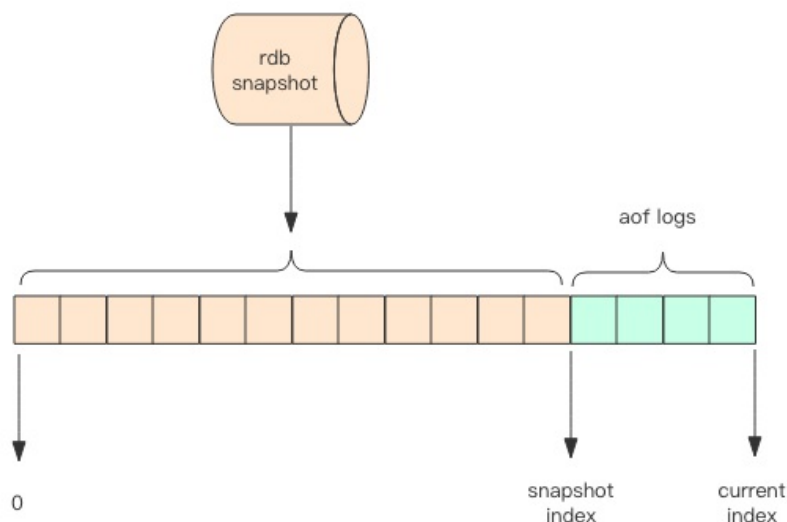 rdb
snapshot
aof logs
0
snapshot
index
current
index